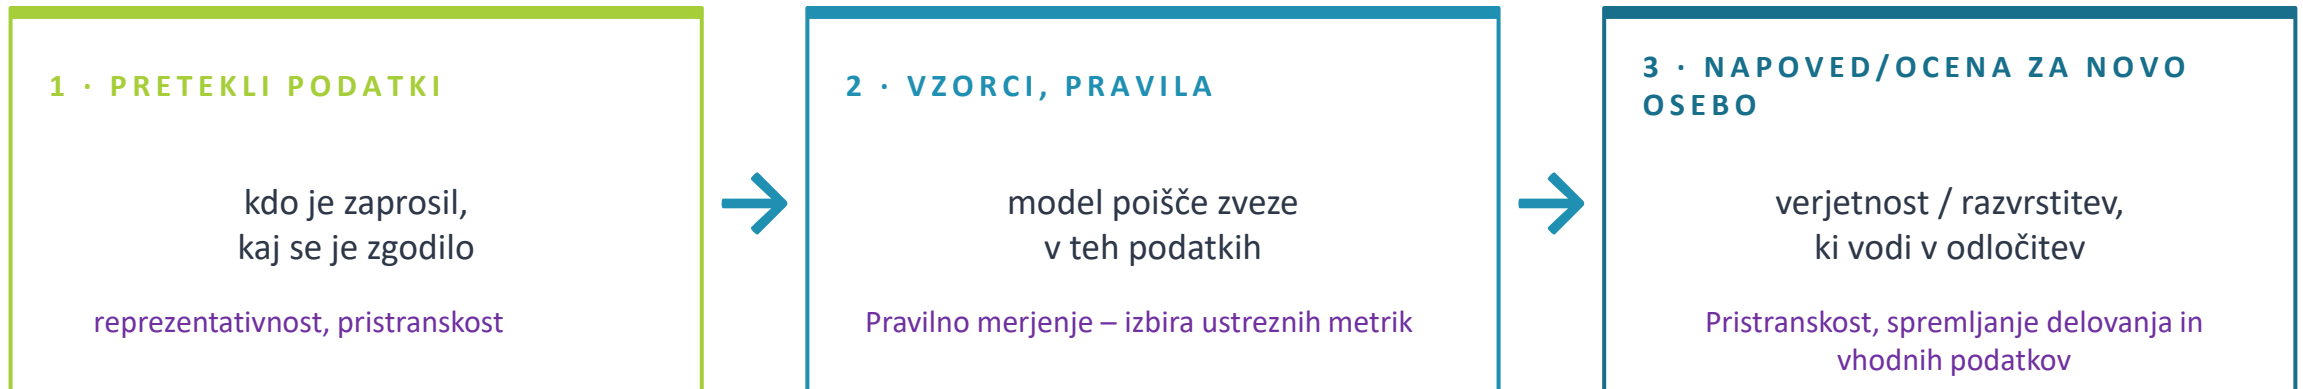 1 · PRETEKLI PODATKI
kdo je zaprosil,
kaj se je zgodilo
reprezentativnost, pristranskost
2 · VZORCI, PRAVILA
model poišče zveze
v teh podatkih
Pravilno merjenje – izbira ustreznih metrik
3 · NAPOVED/OCENA ZA NOVO
OSEBO
verjetnost / razvrstitev,
ki vodi v odločitev
Pristranskost, spremljanje delovanja in
vhodnih podatkov